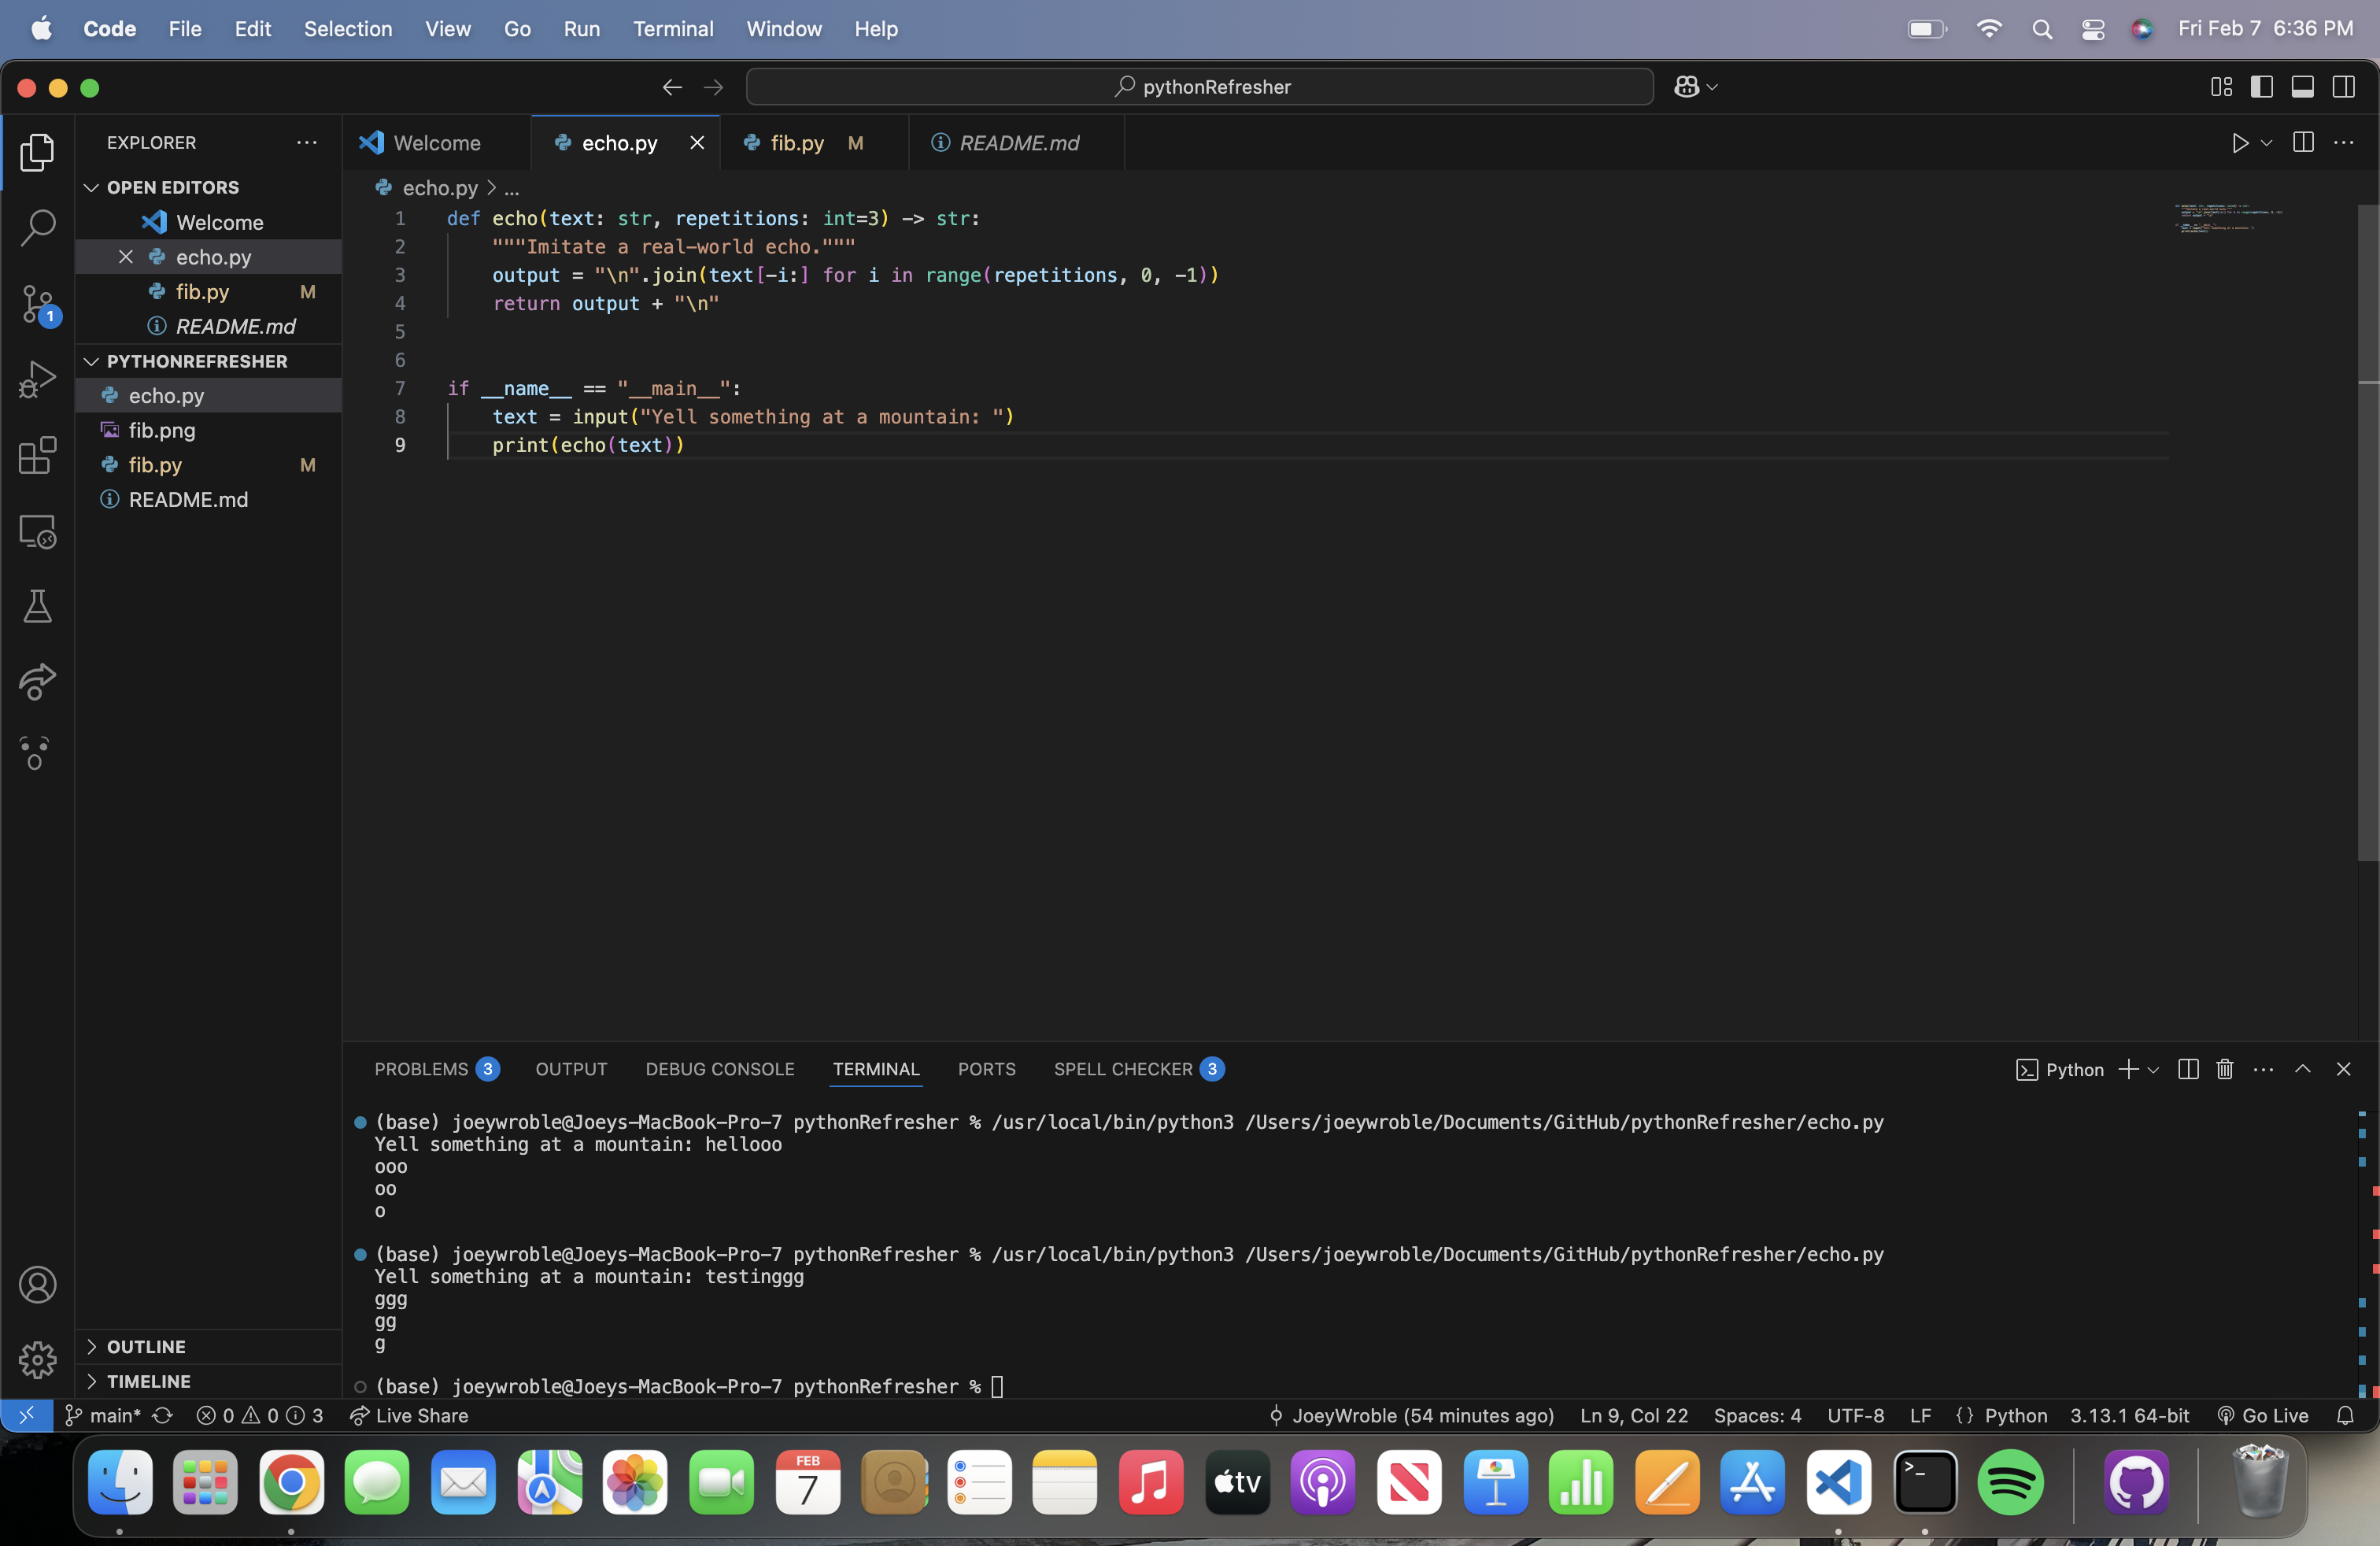 Code File Edit Selection View Go Run Terminal Window Help Fri Feb 7 6:36 PM
pythonRefresher
EXPLORER
Welcome echo.py fib.py M README.md
OPEN EDITORS
Welcome
echo.py
fib.py M
README.md
PYTHONREFRESHER
echo.py
fib.png
fib.py M
README.md
1
OUTLINE
TIMELINE
echo.py > ...
1 def echo(text: str, repetitions: int=3) -> str:
2 """Imitate a real-world echo."""
3 output = "\n".join(text[-i:] for i in range(repetitions, 0, -1))
4 return output + "\n"
5
6
7 if __name__ == "__main__":
8 text = input("Yell something at a mountain: ")
9 print(echo(text))
PROBLEMS 3 OUTPUT DEBUG CONSOLE TERMINAL PORTS SPELL CHECKER 3 Python
(base) joeywroble@Joeys-MacBook-Pro-7 pythonRefresher % /usr/local/bin/python3 /Users/joeywroble/Documents/GitHub/pythonRefresher/echo.py
Yell something at a mountain: hellooo
ooo
oo
o
(base) joeywroble@Joeys-MacBook-Pro-7 pythonRefresher % /usr/local/bin/python3 /Users/joeywroble/Documents/GitHub/pythonRefresher/echo.py
Yell something at a mountain: testinggg
ggg
gg
g
(base) joeywroble@Joeys-MacBook-Pro-7 pythonRefresher %
main* 0 0 3 Live Share JoeyWroble (54 minutes ago) Ln 9, Col 22 Spaces: 4 UTF-8 LF {} Python 3.13.1 64-bit Go Live
FEB
7
tv
>_